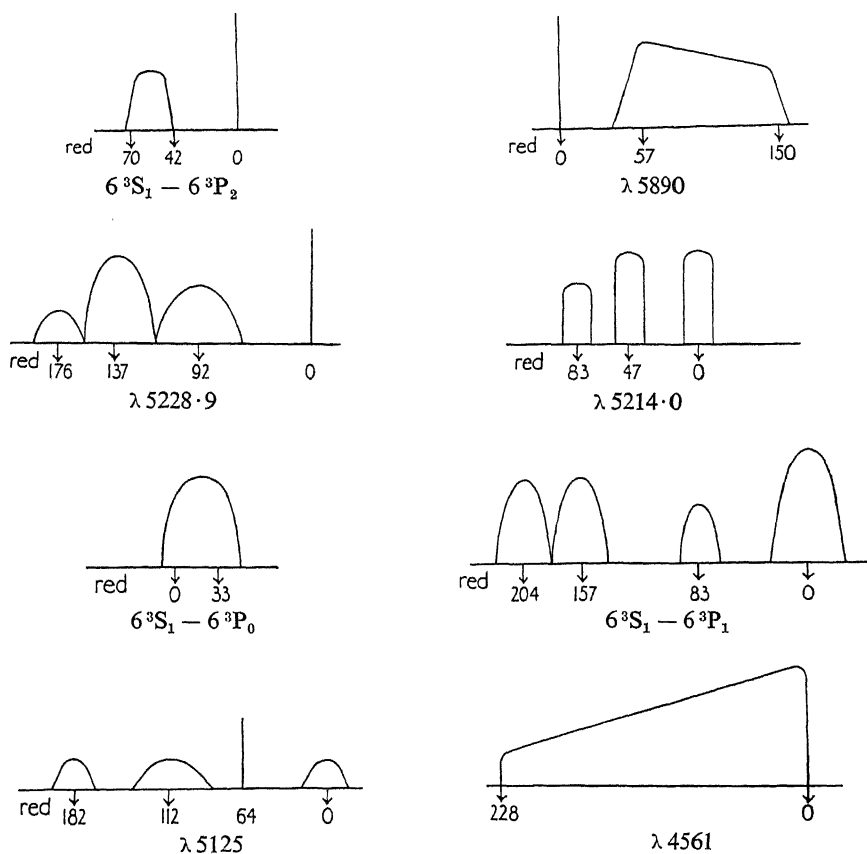 red 70 42 0
6 ³S₁ – 6 ³P₂
red 0 57 150
λ 5890
red 176 137 92 0
λ 5228·9
red 83 47 0
λ 5214·0
red 0 33
6 ³S₁ – 6 ³P₀
red 204 157 83 0
6 ³S₁ – 6 ³P₁
red 182 112 64 0
λ 5125
228 0
λ 4561